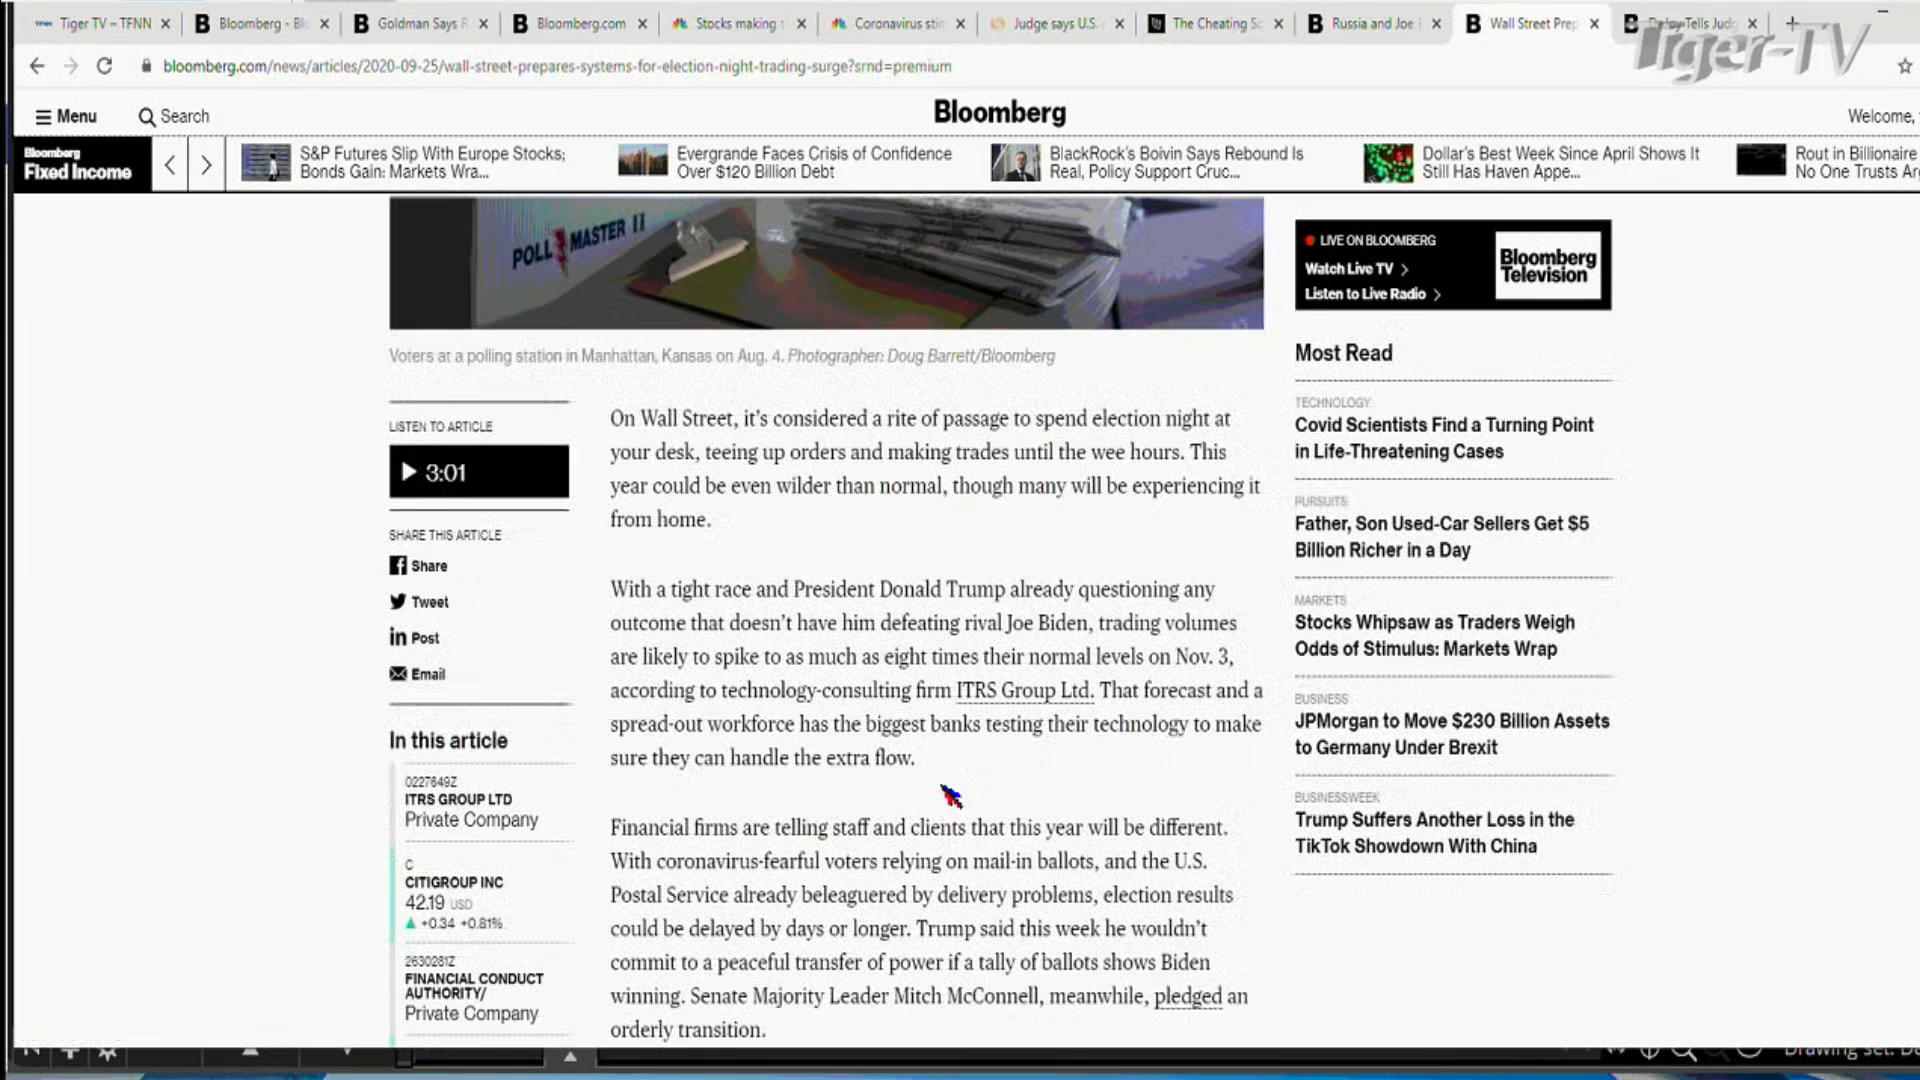 Tiger TV – TFNN
Bloomberg - Blo
Goldman Says R
Bloomberg.com
Stocks making t
Coronavirus stim
Judge says U.S.
The Cheating Sc
Russia and Joe B
Wall Street Prep
DeJoy Tells Judg
Tiger-TV
bloomberg.com/news/articles/2020-09-25/wall-street-prepares-systems-for-election-night-trading-surge?srnd=premium
Menu
Search
Bloomberg
Welcome,
Bloomberg
Fixed Income
S&P Futures Slip With Europe Stocks;
Bonds Gain: Markets Wra...
Evergrande Faces Crisis of Confidence
Over $120 Billion Debt
BlackRock's Boivin Says Rebound Is
Real, Policy Support Cruc...
Dollar's Best Week Since April Shows It
Still Has Haven Appe...
Rout in Billionaire
No One Trusts Ar
POLL MASTER II
Voters at a polling station in Manhattan, Kansas on Aug. 4. Photographer: Doug Barrett/Bloomberg
LISTEN TO ARTICLE
3:01
SHARE THIS ARTICLE
Share
Tweet
Post
Email
In this article
0227649Z
ITRS GROUP LTD
Private Company
C
CITIGROUP INC
42.19 USD
+0.34 +0.81%
2630281Z
FINANCIAL CONDUCT
AUTHORITY/
Private Company
On Wall Street, it's considered a rite of passage to spend election night at
your desk, teeing up orders and making trades until the wee hours. This
year could be even wilder than normal, though many will be experiencing it
from home.
With a tight race and President Donald Trump already questioning any
outcome that doesn't have him defeating rival Joe Biden, trading volumes
are likely to spike to as much as eight times their normal levels on Nov. 3,
according to technology-consulting firm ITRS Group Ltd. That forecast and a
spread-out workforce has the biggest banks testing their technology to make
sure they can handle the extra flow.
Financial firms are telling staff and clients that this year will be different.
With coronavirus-fearful voters relying on mail-in ballots, and the U.S.
Postal Service already beleaguered by delivery problems, election results
could be delayed by days or longer. Trump said this week he wouldn't
commit to a peaceful transfer of power if a tally of ballots shows Biden
winning. Senate Majority Leader Mitch McConnell, meanwhile, pledged an
orderly transition.
LIVE ON BLOOMBERG
Watch Live TV
Listen to Live Radio
Bloomberg
Television
Most Read
TECHNOLOGY
Covid Scientists Find a Turning Point
in Life-Threatening Cases
PURSUITS
Father, Son Used-Car Sellers Get $5
Billion Richer in a Day
MARKETS
Stocks Whipsaw as Traders Weigh
Odds of Stimulus: Markets Wrap
BUSINESS
JPMorgan to Move $230 Billion Assets
to Germany Under Brexit
BUSINESSWEEK
Trump Suffers Another Loss in the
TikTok Showdown With China
Drawing set: